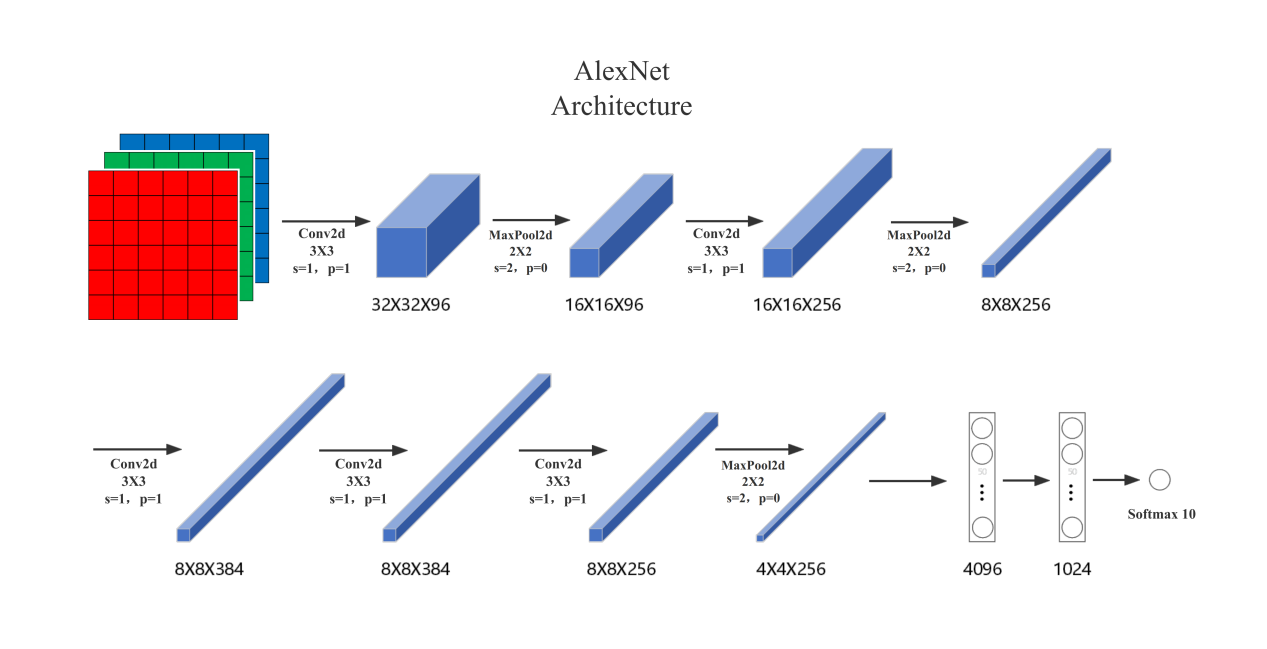 AlexNet
Architecture
Conv2d
3X3
s=1, p=1
32X32X96
MaxPool2d
2X2
s=2, p=0
16X16X96
Conv2d
3X3
s=1, p=1
16X16X256
MaxPool2d
2X2
s=2, p=0
8X8X256
Conv2d
3X3
s=1, p=1
8X8X384
Conv2d
3X3
s=1, p=1
8X8X384
Conv2d
3X3
s=1, p=1
8X8X256
MaxPool2d
2X2
s=2, p=0
4X4X256
50
4096
50
1024
Softmax 10